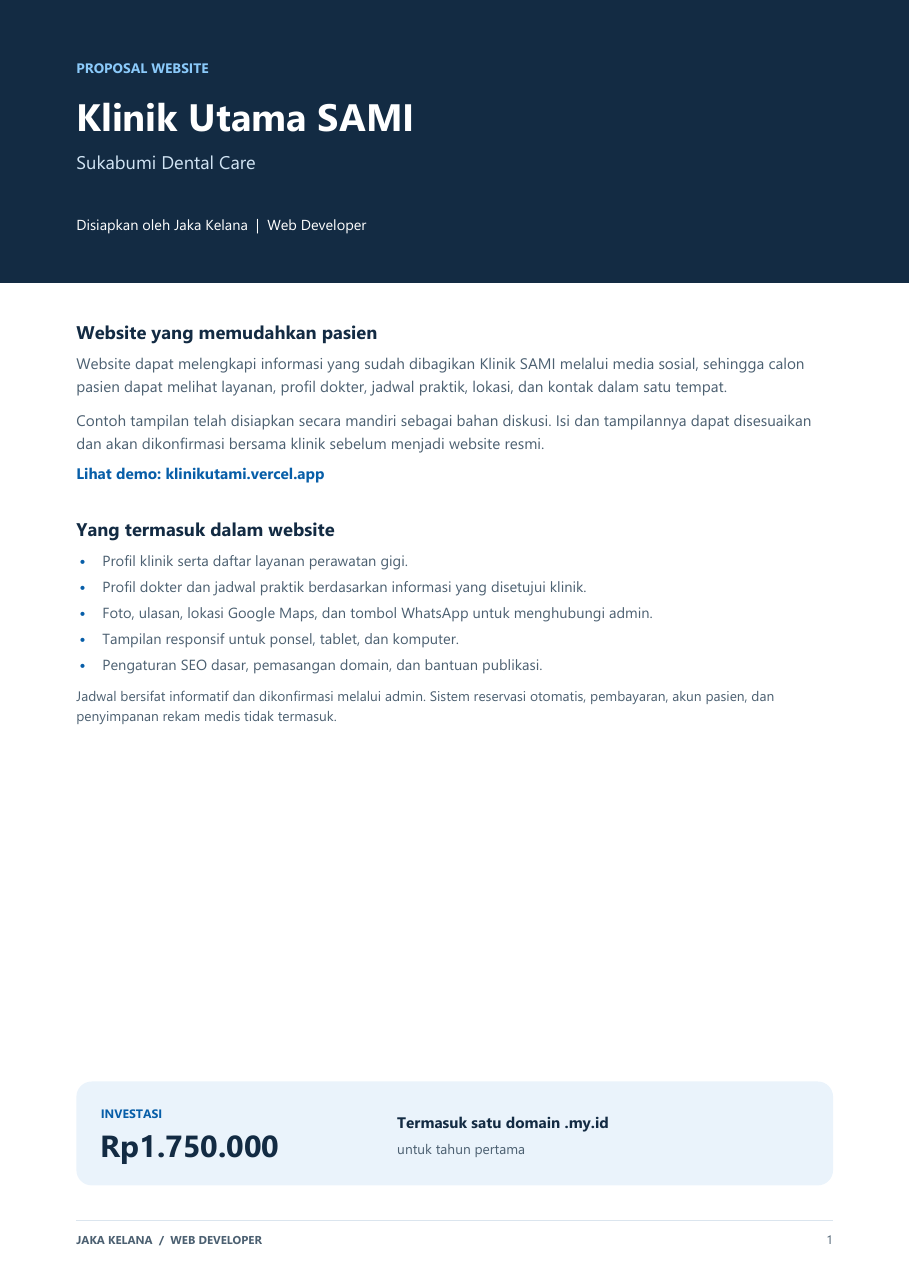 PROPOSAL WEBSITE
Klinik Utama SAMI
Sukabumi Dental Care
Disiapkan oleh Jaka Kelana | Web Developer
Website yang memudahkan pasien
Website dapat melengkapi informasi yang sudah dibagikan Klinik SAMI melalui media sosial, sehingga calon
pasien dapat melihat layanan, profil dokter, jadwal praktik, lokasi, dan kontak dalam satu tempat.
Contoh tampilan telah disiapkan secara mandiri sebagai bahan diskusi. Isi dan tampilannya dapat disesuaikan
dan akan dikonfirmasi bersama klinik sebelum menjadi website resmi.
Lihat demo: klinikutami.vercel.app
Yang termasuk dalam website
• Profil klinik serta daftar layanan perawatan gigi.
• Profil dokter dan jadwal praktik berdasarkan informasi yang disetujui klinik.
• Foto, ulasan, lokasi Google Maps, dan tombol WhatsApp untuk menghubungi admin.
• Tampilan responsif untuk ponsel, tablet, dan komputer.
• Pengaturan SEO dasar, pemasangan domain, dan bantuan publikasi.
Jadwal bersifat informatif dan dikonfirmasi melalui admin. Sistem reservasi otomatis, pembayaran, akun pasien, dan
penyimpanan rekam medis tidak termasuk.
INVESTASI
Rp1.750.000
Termasuk satu domain .my.id
untuk tahun pertama
JAKA KELANA / WEB DEVELOPER
1